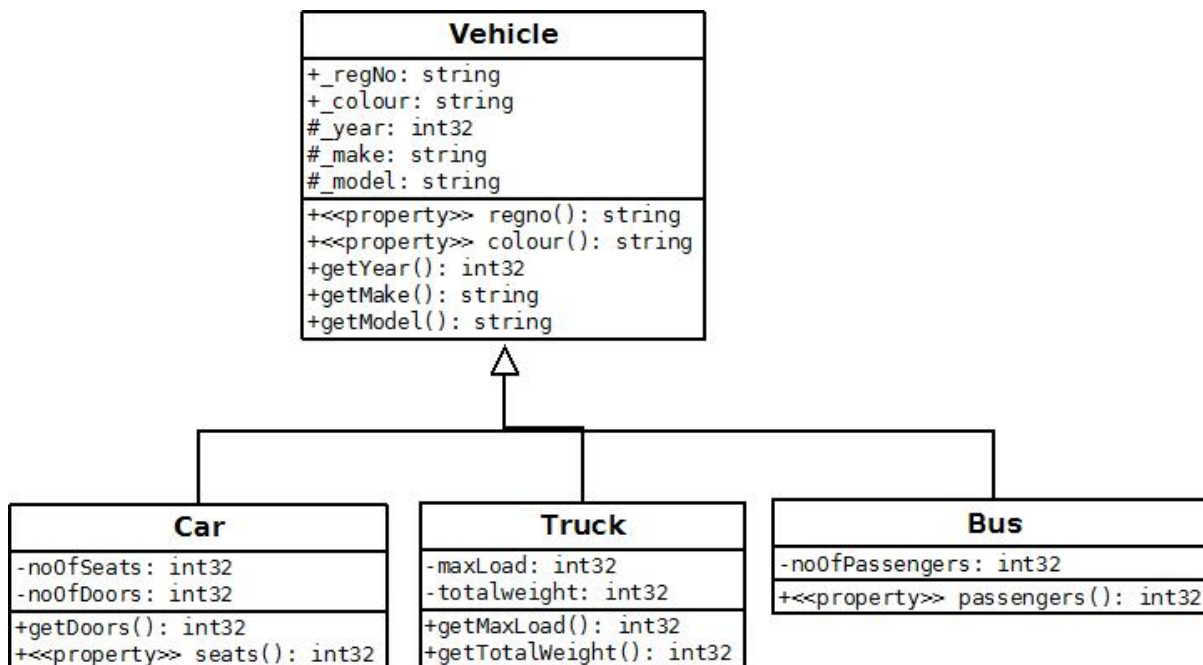 Vehicle
+_regNo: string
+_colour: string
#_year: int32
#_make: string
#_model: string
+<<property>> regno(): string
+<<property>> colour(): string
+getYear(): int32
+getMake(): string
+getModel(): string
Car
-noOfSeats: int32
-noOfDoors: int32
+getDoors(): int32
+<<property>> seats(): int32
Truck
-maxLoad: int32
-totalweight: int32
+getMaxLoad(): int32
+getTotalWeight(): int32
Bus
-noOfPassengers: int32
+<<property>> passengers(): int32